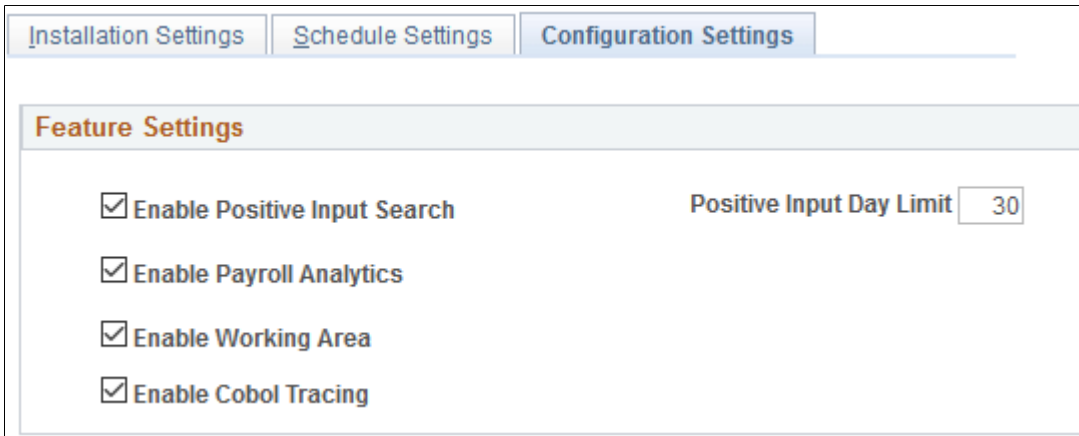 Installation Settings Schedule Settings Configuration Settings
Feature Settings
Enable Positive Input Search Positive Input Day Limit 30
Enable Payroll Analytics
Enable Working Area
Enable Cobol Tracing